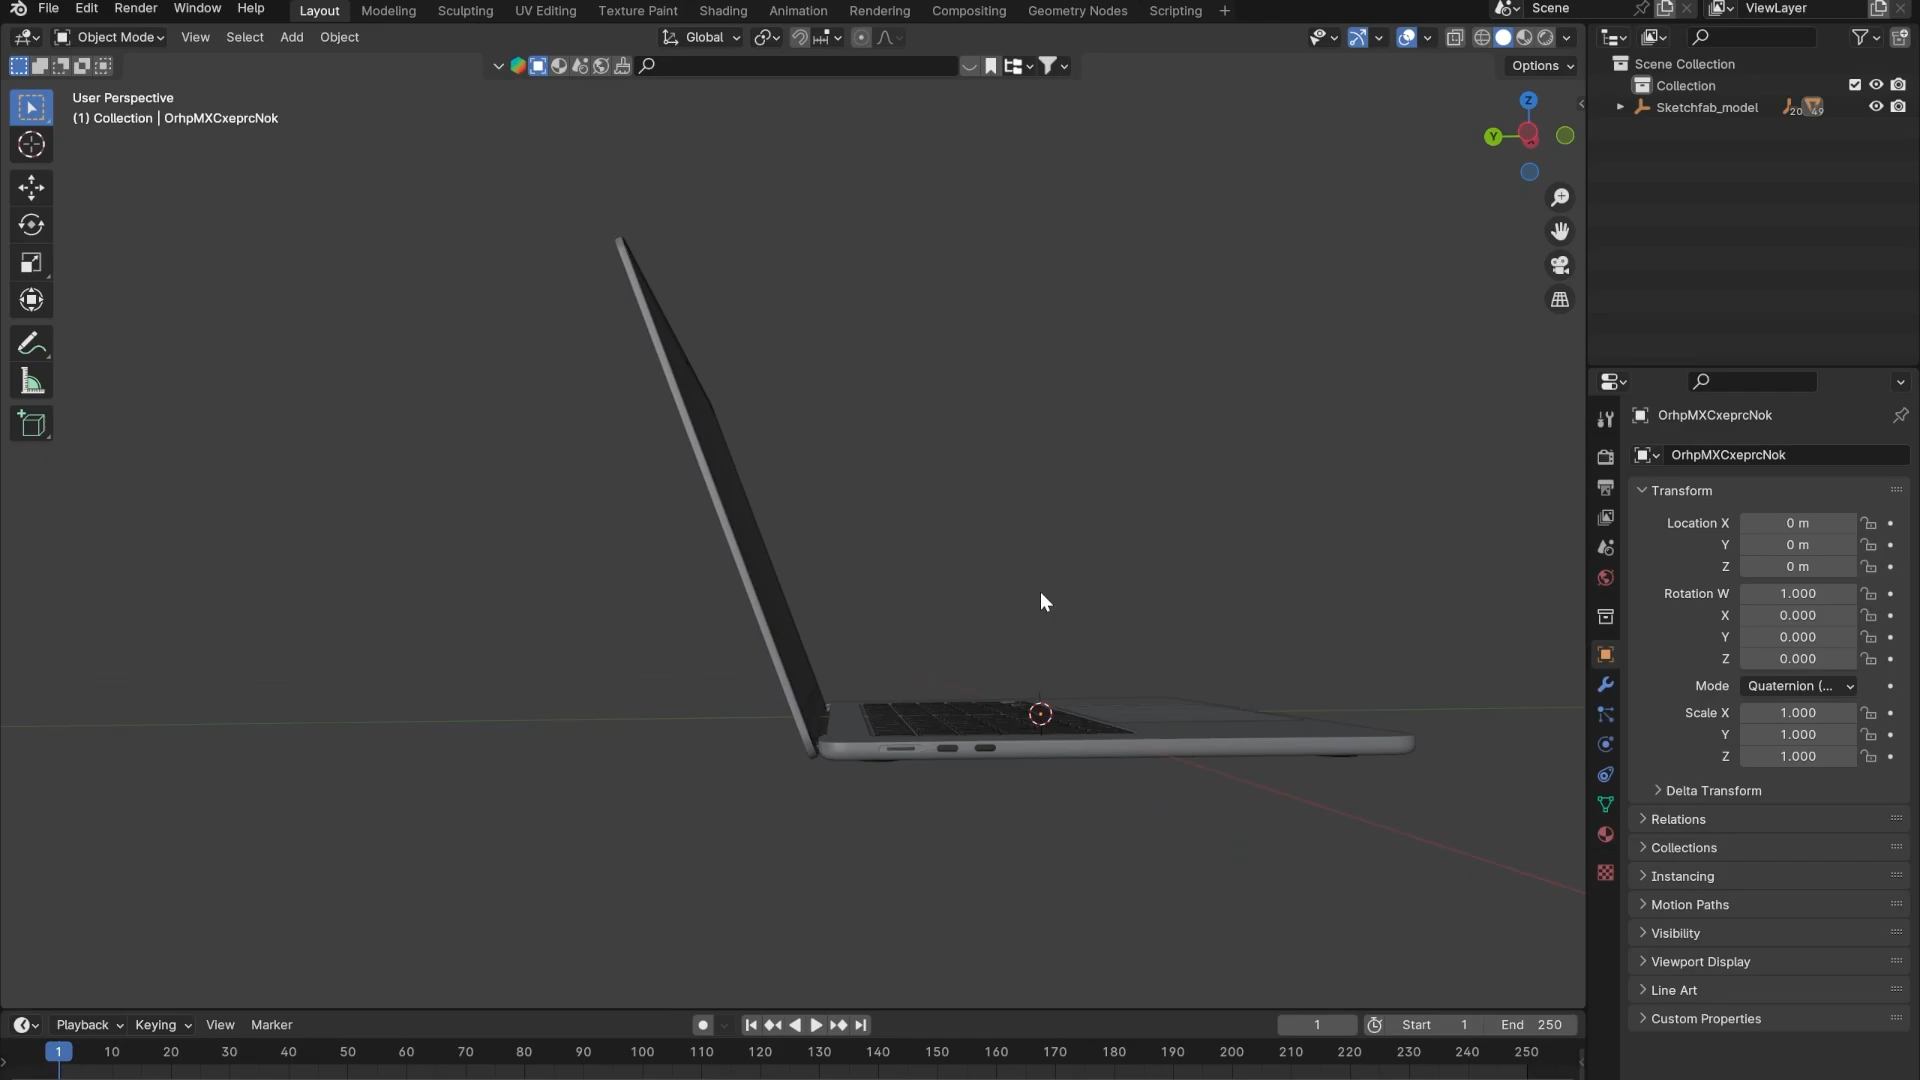 File Edit Render Window Help Layout Modeling Sculpting UV Editing Texture Paint Shading Animation Rendering Compositing Geometry Nodes Scripting + Scene ViewLayer
Object Mode View Select Add Object Global
Options
User Perspective
(1) Collection | OrhpMXCxeprcNok
Z
Y
Scene Collection
Collection
Sketchfab_model 20 49
OrhpMXCxeprcNok
OrhpMXCxeprcNok
Transform
Location X 0 m
Y 0 m
Z 0 m
Rotation W 1.000
X 0.000
Y 0.000
Z 0.000
Mode Quaternion (...
Scale X 1.000
Y 1.000
Z 1.000
Delta Transform
Relations
Collections
Instancing
Motion Paths
Visibility
Viewport Display
Line Art
Custom Properties
Playback Keying View Marker 1 Start 1 End 250
1 10 20 30 40 50 60 70 80 90 100 110 120 130 140 150 160 170 180 190 200 210 220 230 240 250